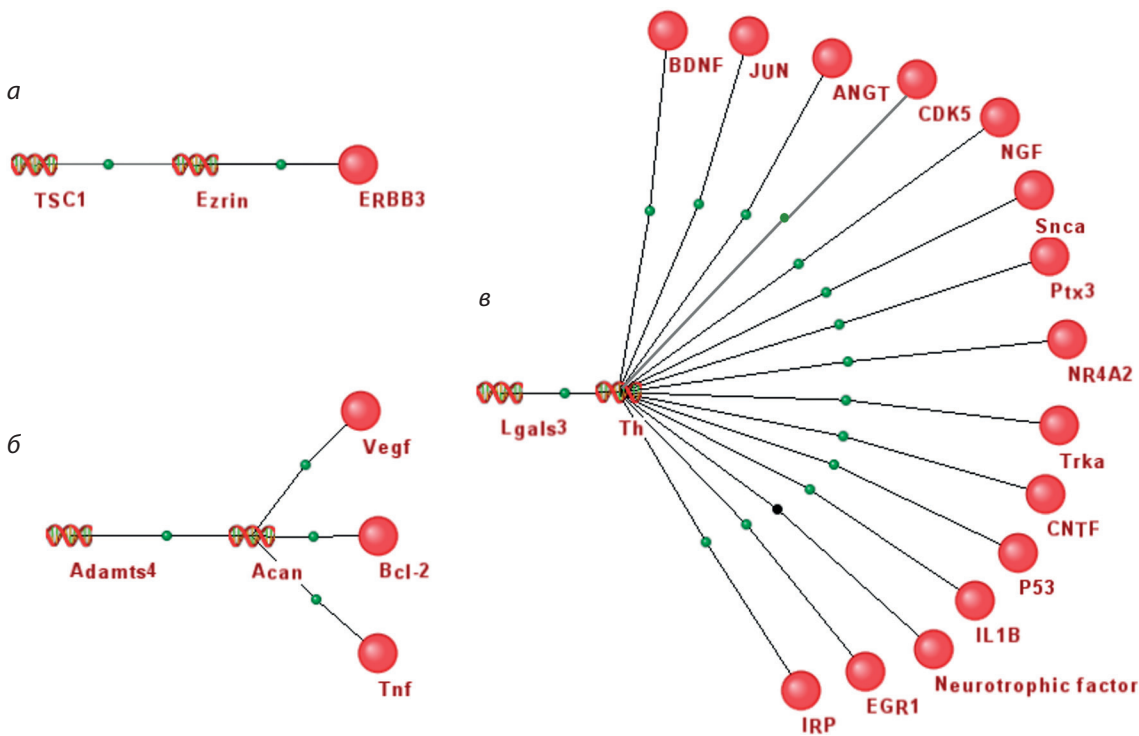 а
TSC1
Ezrin
ERBB3
б
Adamts4
Acan
Vegf
Bcl-2
Tnf
в
Lgals3
Th
BDNF
JUN
ANGT
CDK5
NGF
Snca
Ptx3
NR4A2
Trka
CNTF
P53
IL1B
Neurotrophic factor
EGR1
IRP